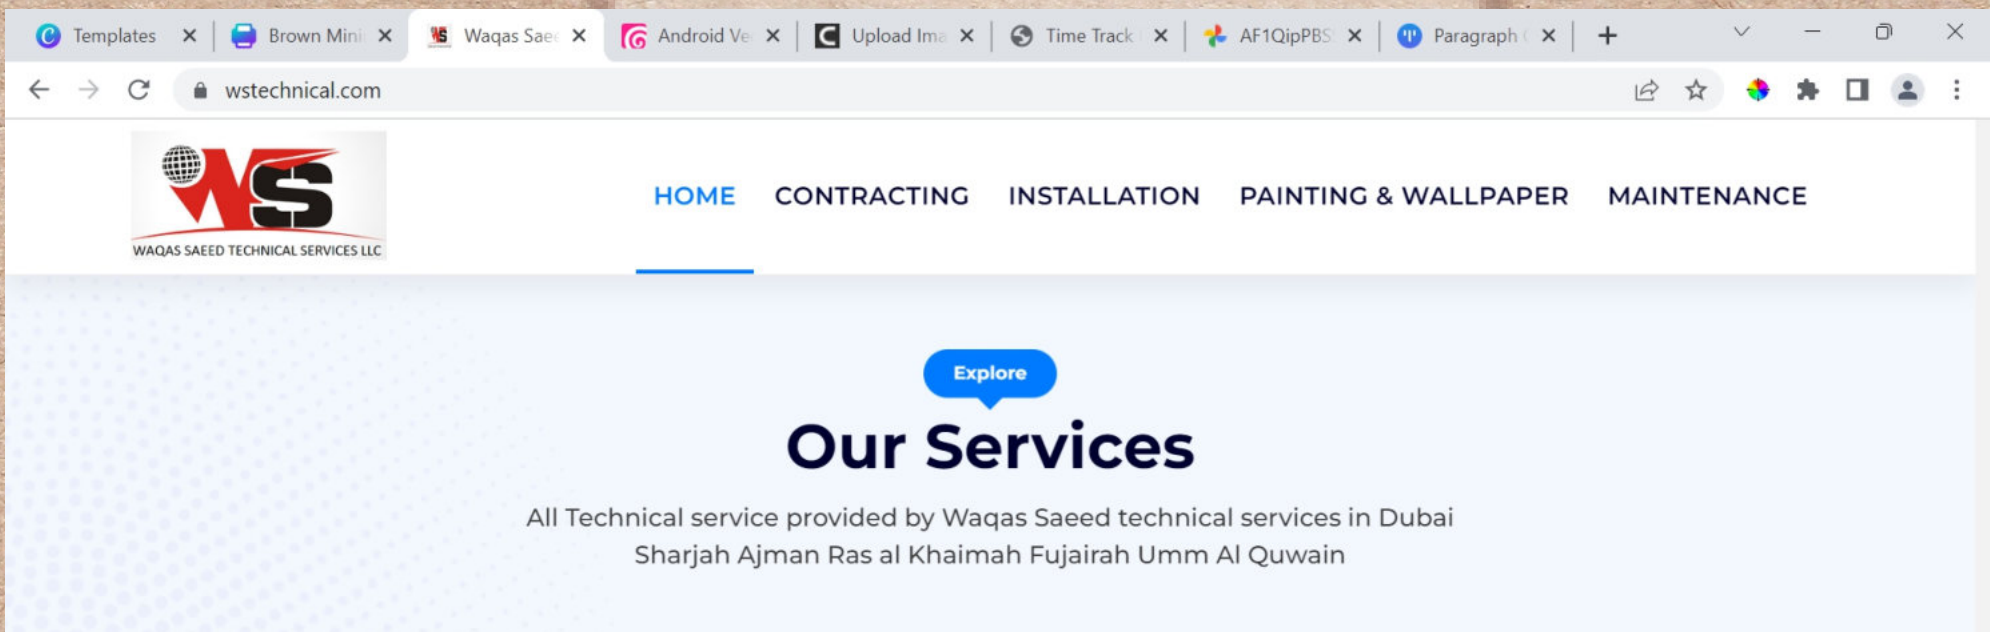 Templates
Brown Mini
Waqas Saee
Android Ve
Upload Ima
Time Track
AF1QipPBS
Paragraph
wstechnical.com
WS
WAQAS SAEED TECHNICAL SERVICES LLC
HOME
CONTRACTING
INSTALLATION
PAINTING & WALLPAPER
MAINTENANCE
Explore
Our Services
All Technical service provided by Waqas Saeed technical services in Dubai
Sharjah Ajman Ras al Khaimah Fujairah Umm Al Quwain